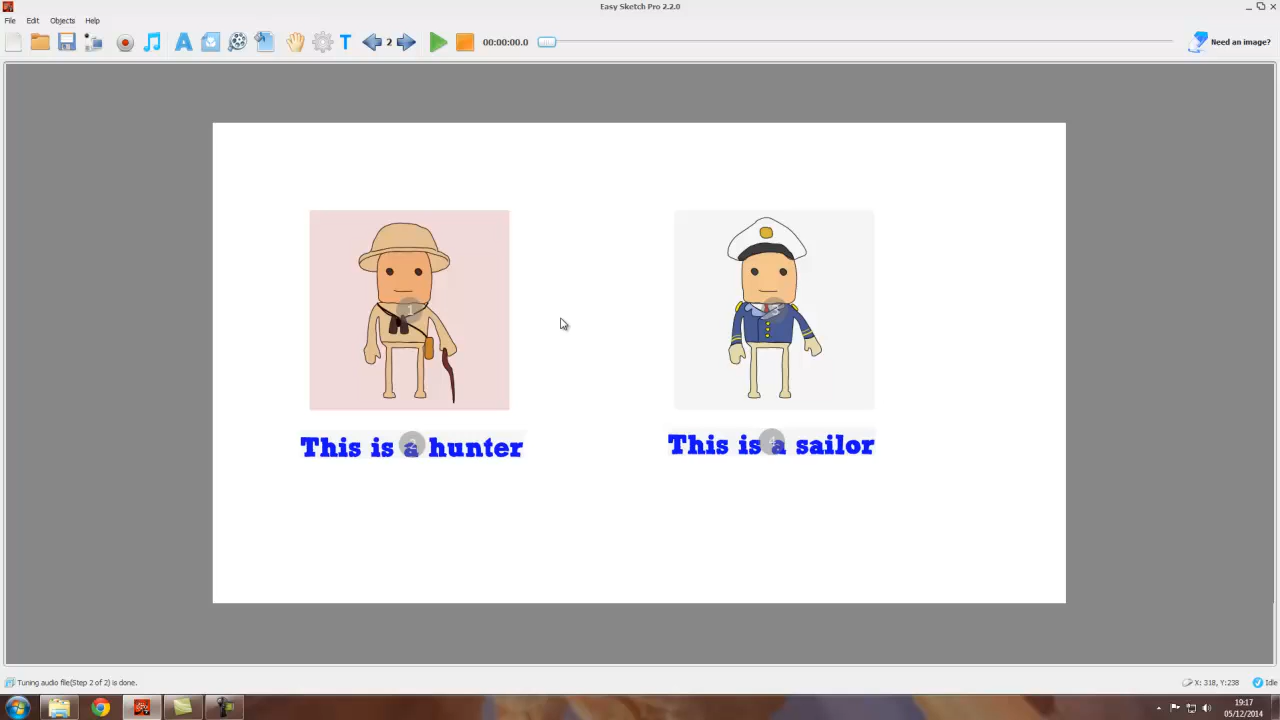 Easy Sketch Pro 2.2.0
File Edit Objects Help
2 00:00:00.0 Need an image?
1
This is a hunter
2
This is a sailor
Tuning audio file(Step 2 of 2) is done.
X: 318, Y:238 Idle
19:17
05/12/2014